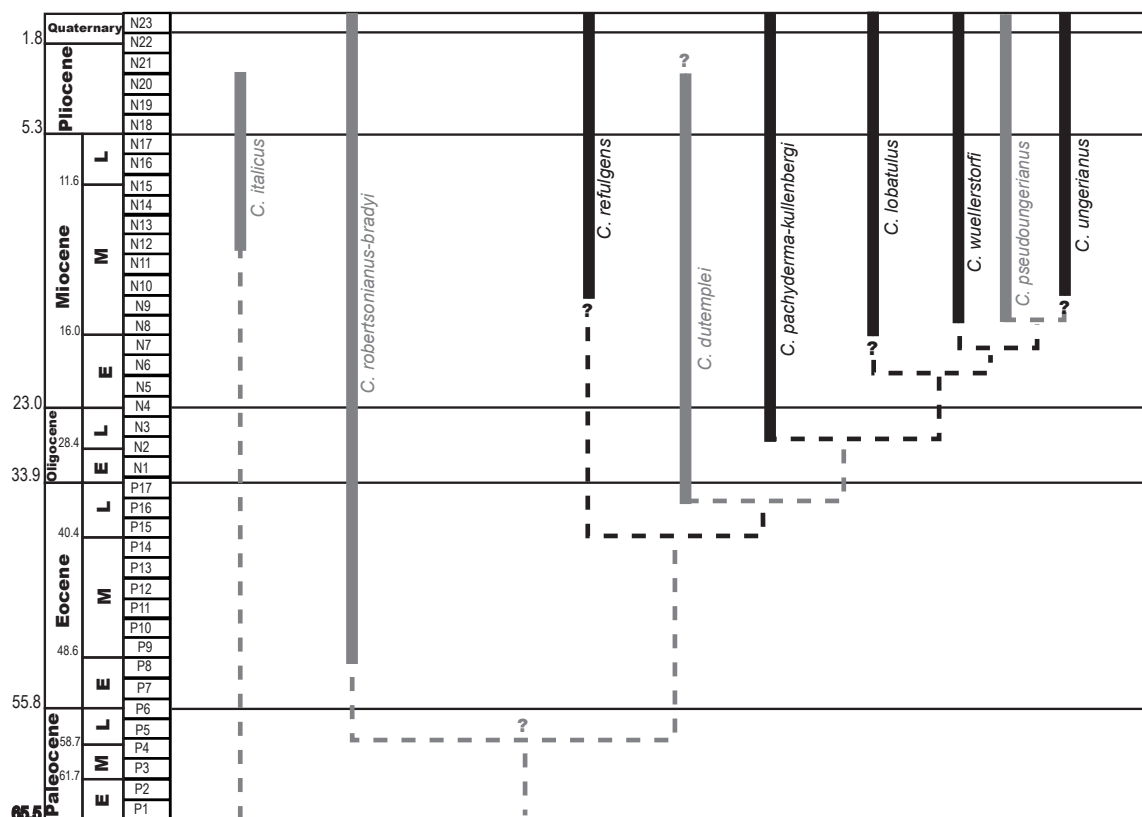 Quaternary
Pliocene
Miocene
Oligocene
Eocene
Paleocene
1.8
5.3
11.6
16.0
23.0
28.4
33.9
40.4
48.6
55.8
58.7
61.7
65.5
L
M
E
L
E
L
M
E
L
M
E
N23
N22
N21
N20
N19
N18
N17
N16
N15
N14
N13
N12
N11
N10
N9
N8
N7
N6
N5
N4
N3
N2
N1
P17
P16
P15
P14
P13
P12
P11
P10
P9
P8
P7
P6
P5
P4
P3
P2
P1
C. italicus
C. robertsonianus-bradyi
C. refulgens
?
?
C. dutemplei
C. pachyderma-kullenbergi
C. lobatulus
?
C. wuellerstorfi
C. pseudoungerianus
C. ungerianus
?
?